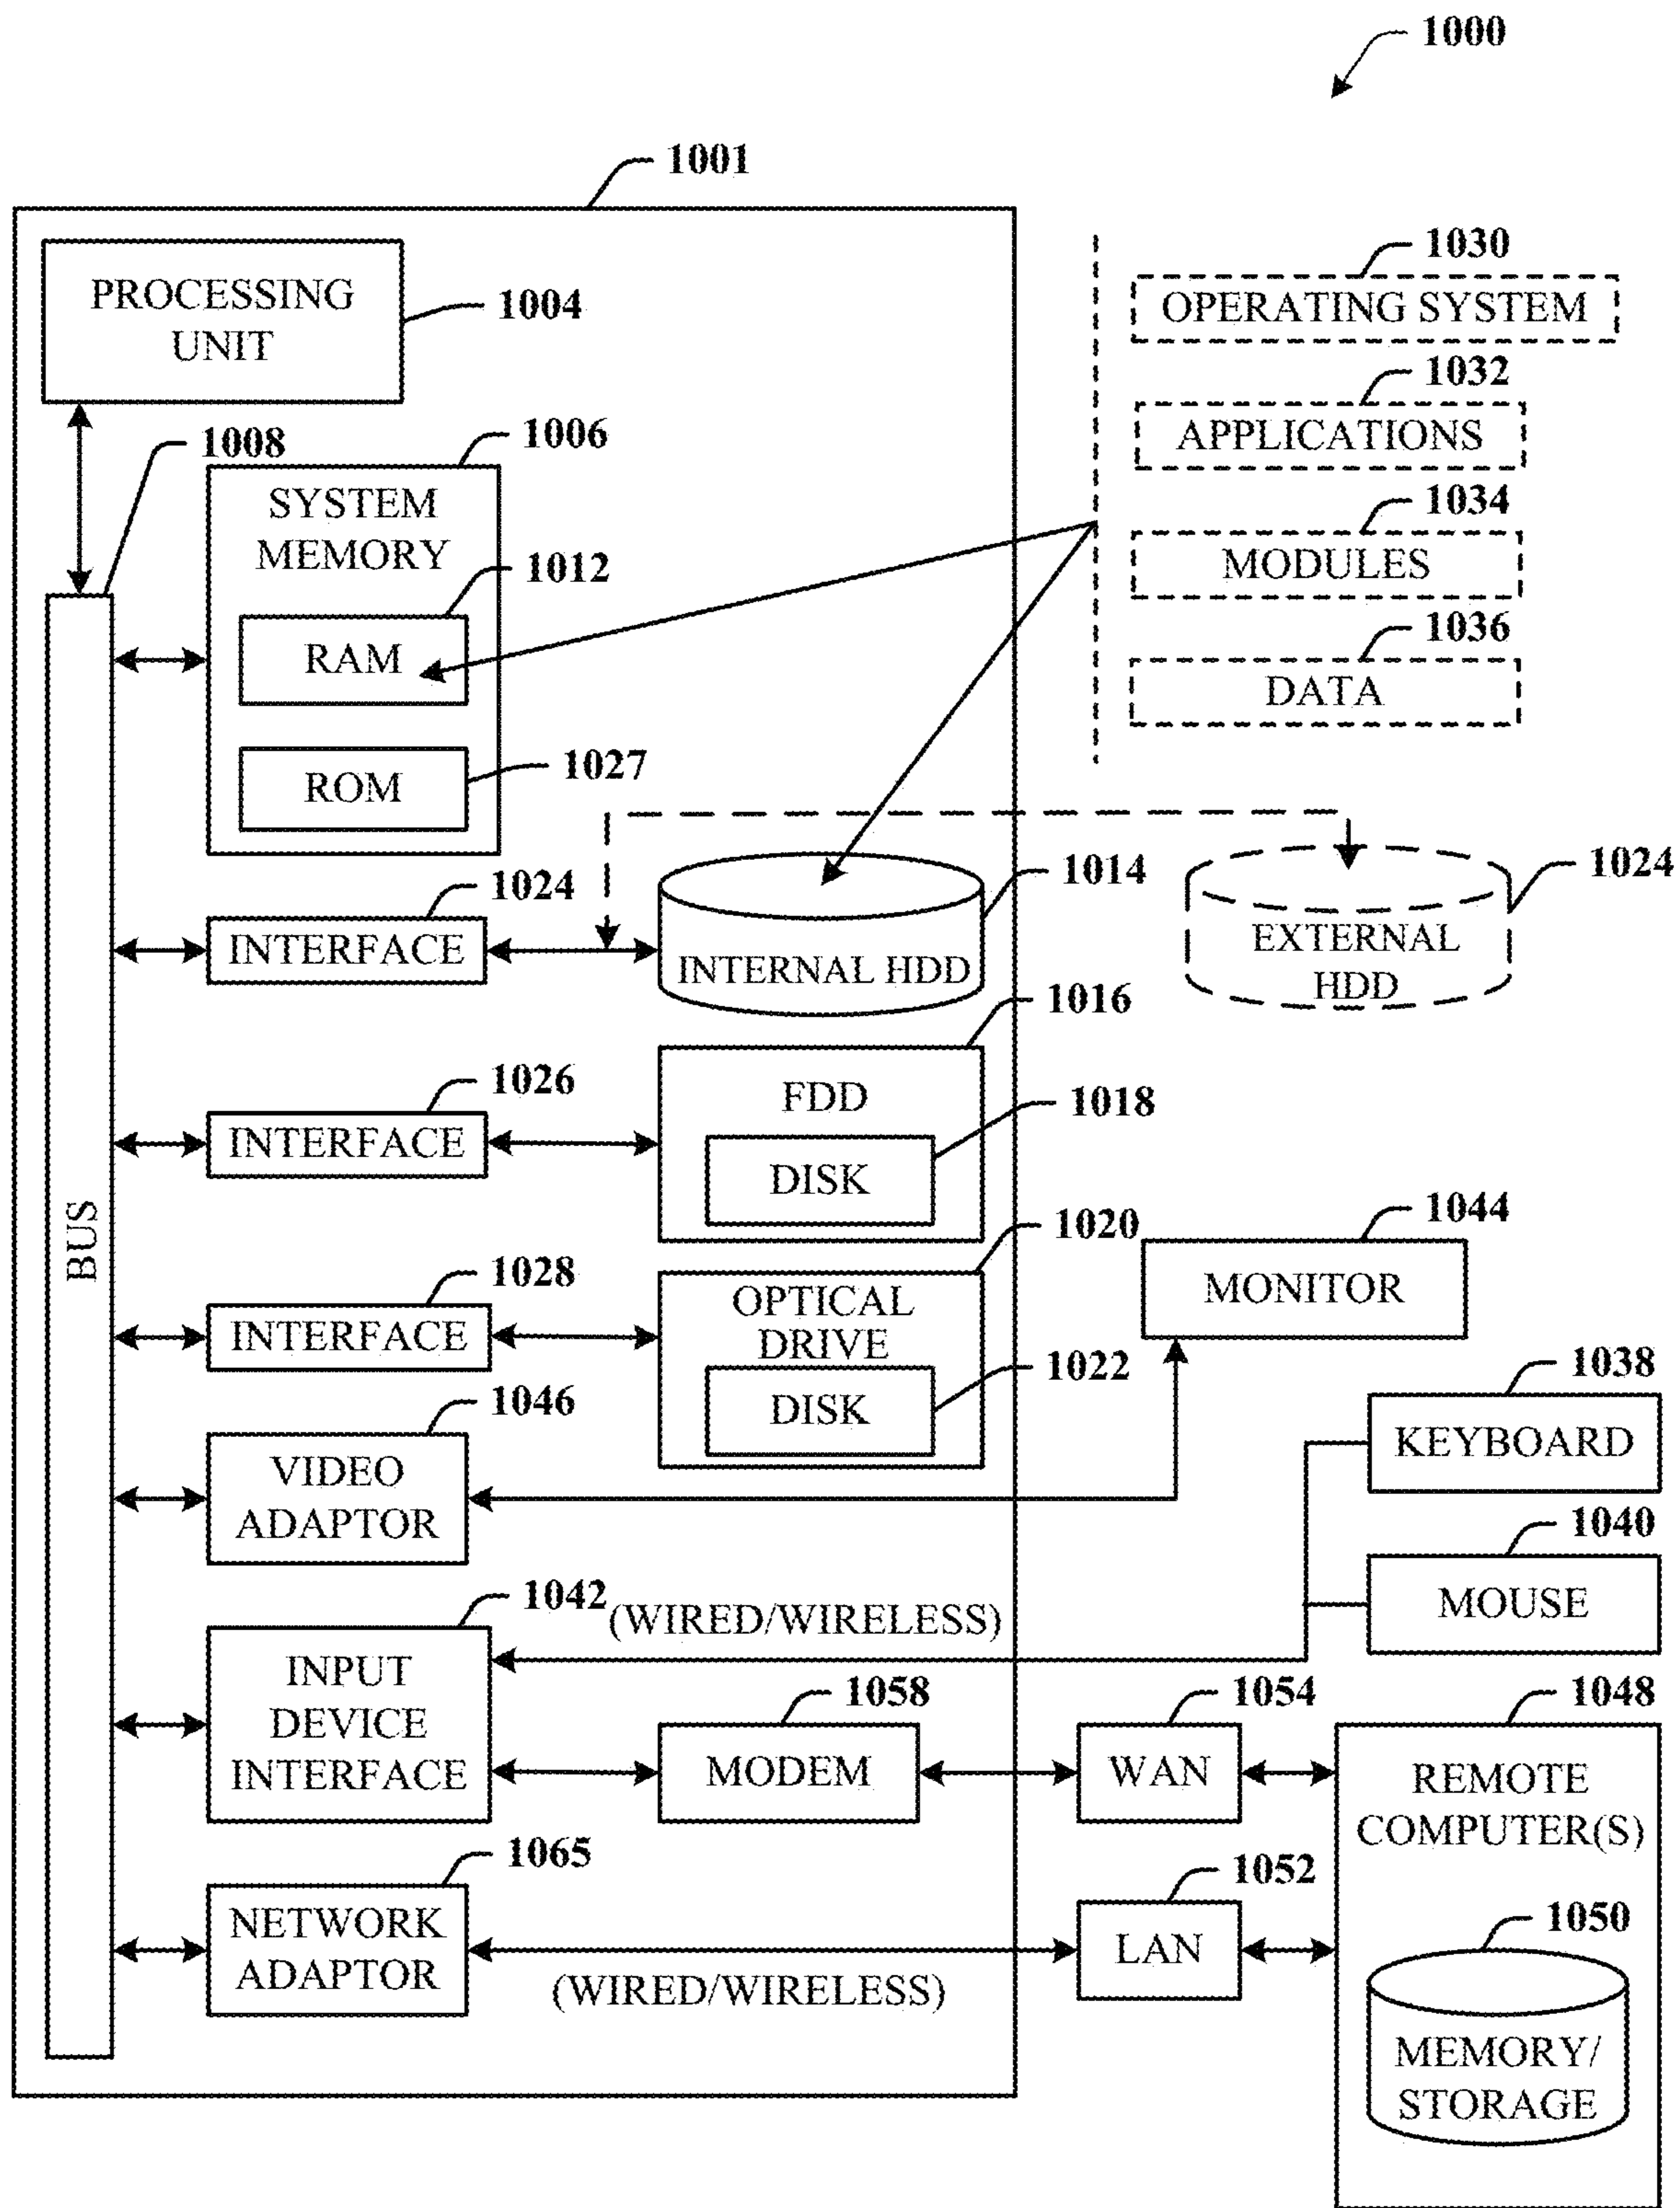 1000
1001
PROCESSING
UNIT
1004
1008
1006
SYSTEM
MEMORY
1012
RAM
ROM
1027
1030
OPERATING SYSTEM
1032
APPLICATIONS
1034
MODULES
1036
DATA
BUS
1024
INTERFACE
1014
INTERNAL HDD
1024
EXTERNAL
HDD
1026
INTERFACE
1016
FDD
1018
DISK
1028
INTERFACE
1020
OPTICAL
DRIVE
1022
DISK
1044
MONITOR
1046
VIDEO
ADAPTOR
1038
KEYBOARD
1040
MOUSE
1042
(WIRED/WIRELESS)
INPUT
DEVICE
INTERFACE
1058
MODEM
1054
WAN
1048
REMOTE
COMPUTER(S)
1065
NETWORK
ADAPTOR
(WIRED/WIRELESS)
1052
LAN
1050
MEMORY/
STORAGE